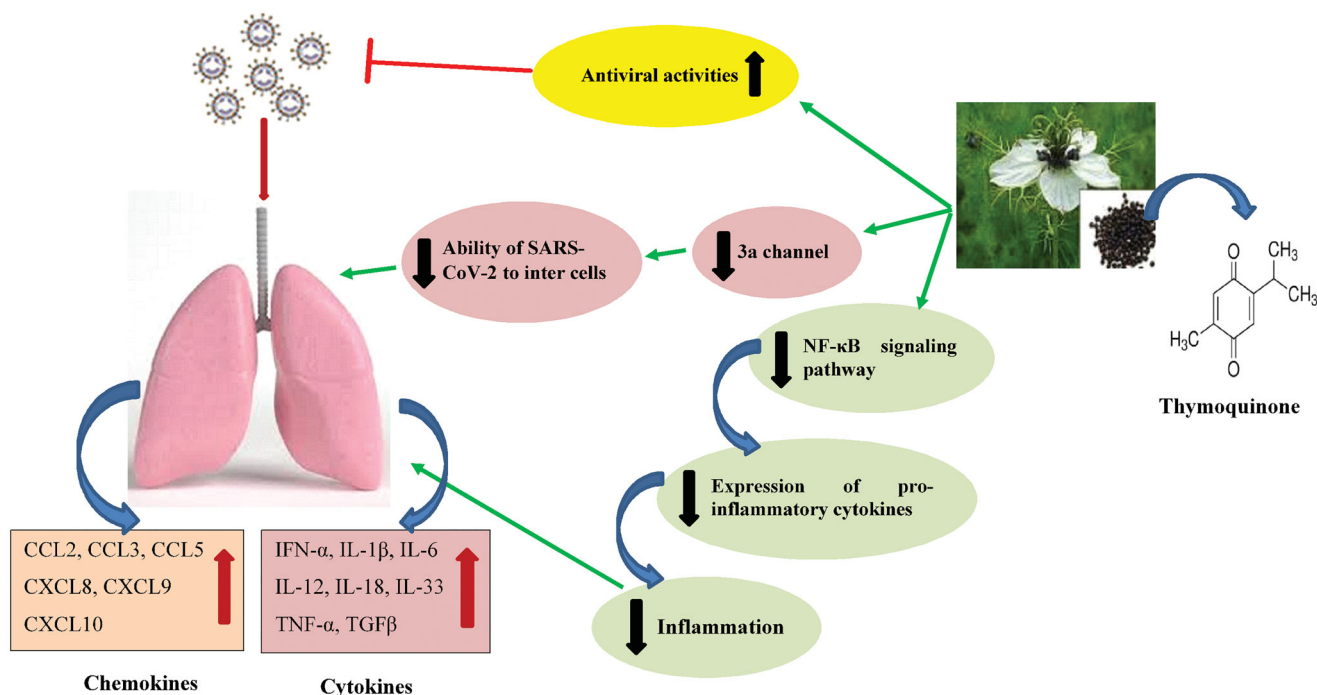 Antiviral activities
Ability of SARS-
CoV-2 to inter cells
3a channel
NF-κB signaling
pathway
Expression of pro-
inflammatory cytokines
Inflammation
CH₃
O
CH₃
H₃C
O
Thymoquinone
CCL2, CCL3, CCL5
CXCL8, CXCL9
CXCL10
Chemokines
IFN-α, IL-1β, IL-6
IL-12, IL-18, IL-33
TNF-α, TGFβ
Cytokines